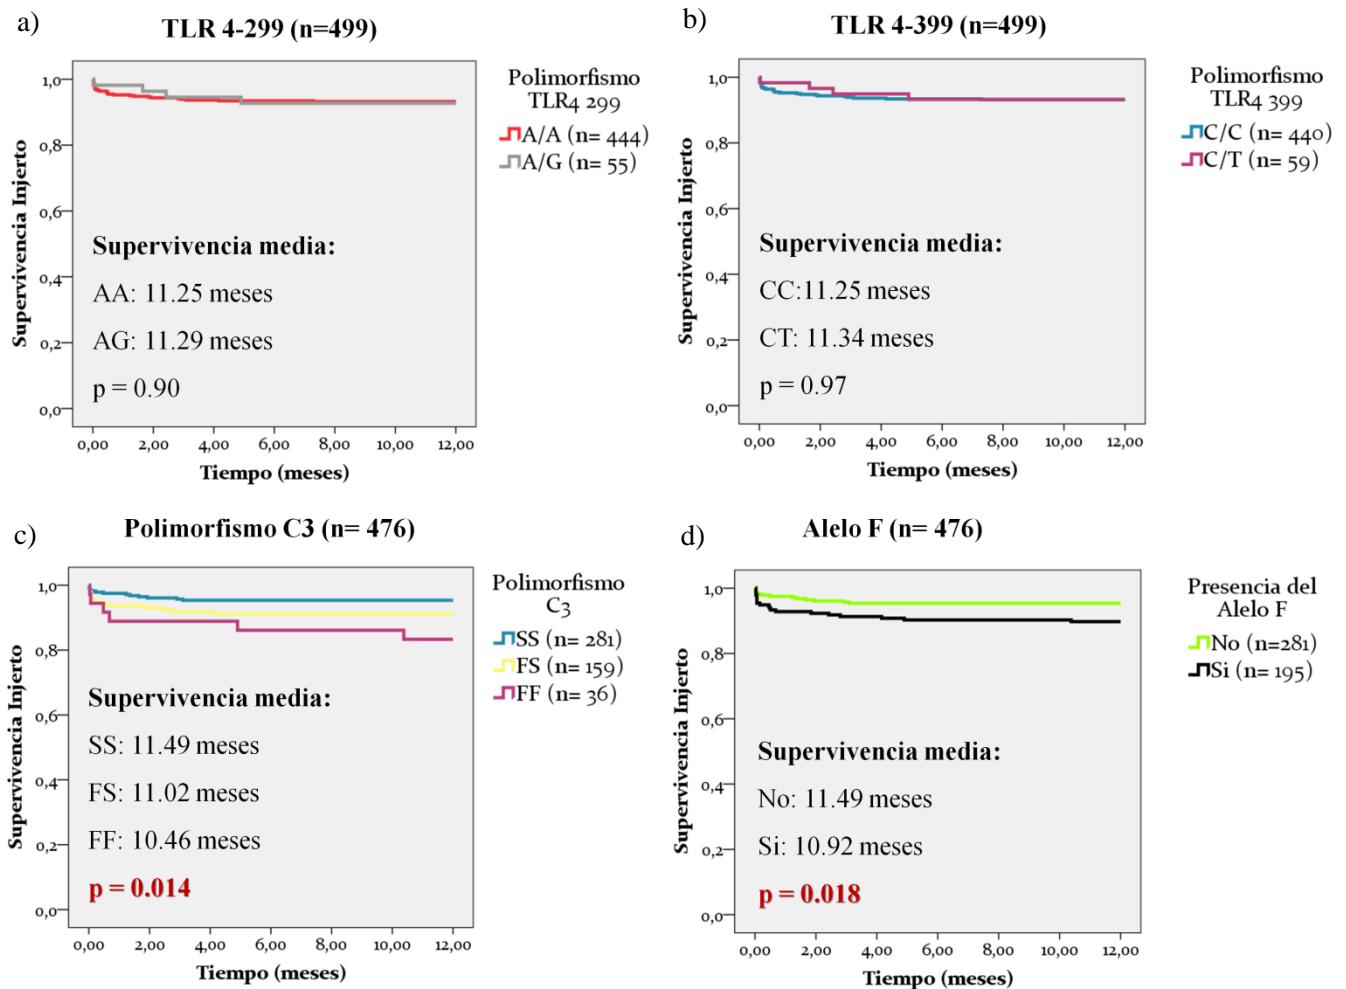 a)
TLR 4-299 (n=499)
Polimorfismo
TLR4 299
A/A (n= 444)
A/G (n= 55)
Supervivencia Injerto
1,0
0,8
0,6
0,4
0,2
0,0
Supervivencia media:
AA: 11.25 meses
AG: 11.29 meses
p = 0.90
0,00 2,00 4,00 6,00 8,00 10,00 12,00
Tiempo (meses)
b)
TLR 4-399 (n=499)
Polimorfismo
TLR4 399
C/C (n= 440)
C/T (n= 59)
Supervivencia Injerto
1,0
0,8
0,6
0,4
0,2
0,0
Supervivencia media:
CC:11.25 meses
CT: 11.34 meses
p = 0.97
0,00 2,00 4,00 6,00 8,00 10,00 12,00
Tiempo (meses)
c)
Polimorfismo C3 (n= 476)
Polimorfismo
C3
SS (n= 281)
FS (n= 159)
FF (n= 36)
Supervivencia Injerto
1,0
0,8
0,6
0,4
0,2
0,0
Supervivencia media:
SS: 11.49 meses
FS: 11.02 meses
FF: 10.46 meses
p = 0.014
0,00 2,00 4,00 6,00 8,00 10,00 12,00
Tiempo (meses)
d)
Alelo F (n= 476)
Presencia del
Alelo F
No (n=281)
Si (n= 195)
Supervivencia Injerto
1,0
0,8
0,6
0,4
0,2
0,0
Supervivencia media:
No: 11.49 meses
Si: 10.92 meses
p = 0.018
0,00 2,00 4,00 6,00 8,00 10,00 12,00
Tiempo (meses)